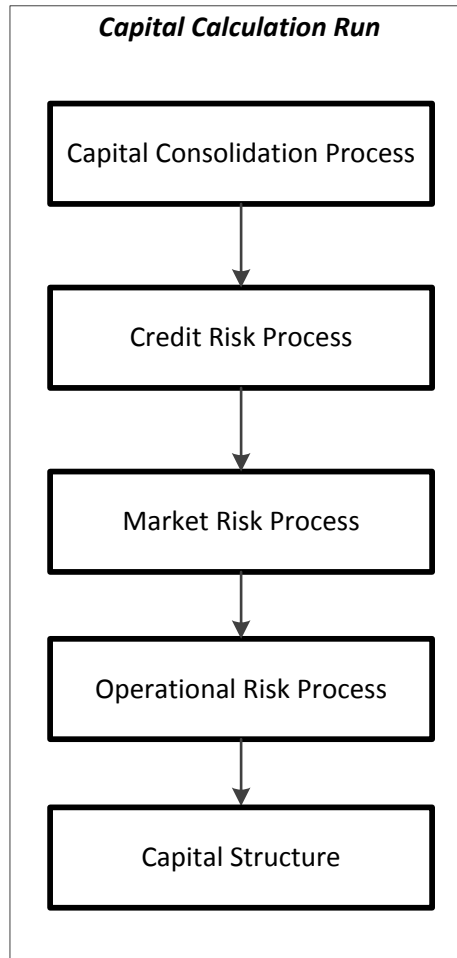 Capital Calculation Run
Capital Consolidation Process
Credit Risk Process
Market Risk Process
Operational Risk Process
Capital Structure